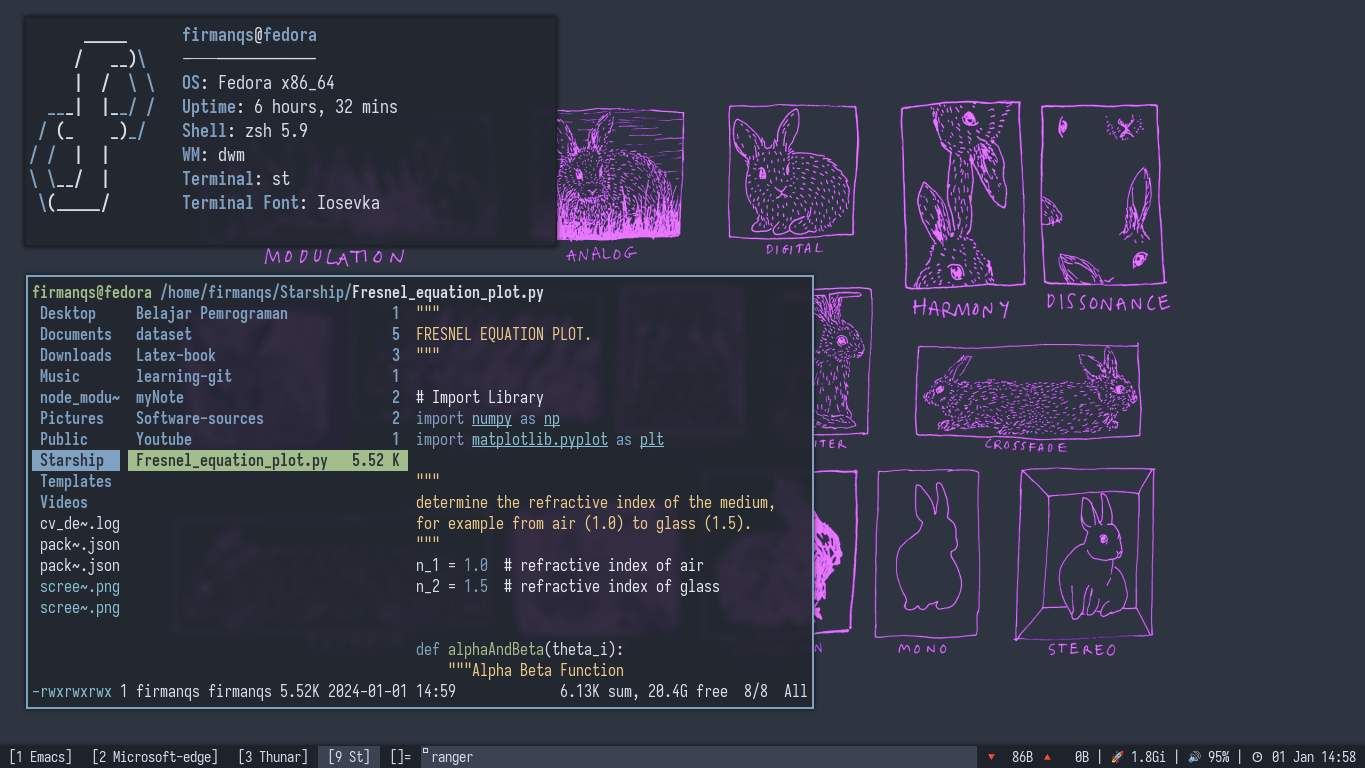 firmanqs@fedora
OS: Fedora x86_64
Uptime: 6 hours, 32 mins
Shell: zsh 5.9
WM: dwm
Terminal: st
Terminal Font: Iosevka
MODULATION
ANALOG
DIGITAL
HARMONY
DISSONANCE
CROSSFADE
MONO
STEREO
firmanqs@fedora /home/firmanqs/Starship/Fresnel_equation_plot.py
Desktop Belajar Pemrograman 1 """
Documents dataset 5 FRESNEL EQUATION PLOT.
Downloads Latex-book 3 """
Music learning-git 1
node_modu~ myNote 2 # Import Library
Pictures Software-sources 2 import numpy as np
Public Youtube 1 import matplotlib.pyplot as plt
Starship Fresnel_equation_plot.py 5.52 K
Templates """
Videos determine the refractive index of the medium,
cv_de~.log for example from air (1.0) to glass (1.5).
pack~.json """
pack~.json n_1 = 1.0 # refractive index of air
scree~.png n_2 = 1.5 # refractive index of glass
scree~.png
def alphaAndBeta(theta_i):
"""Alpha Beta Function
-rwxrwxrwx 1 firmanqs firmanqs 5.52K 2024-01-01 14:59 6.13K sum, 20.4G free 8/8 All
[1 Emacs] [2 Microsoft-edge] [3 Thunar] [9 St] []= ranger 86B 0B | 1.8Gi | 95% | 01 Jan 14:58